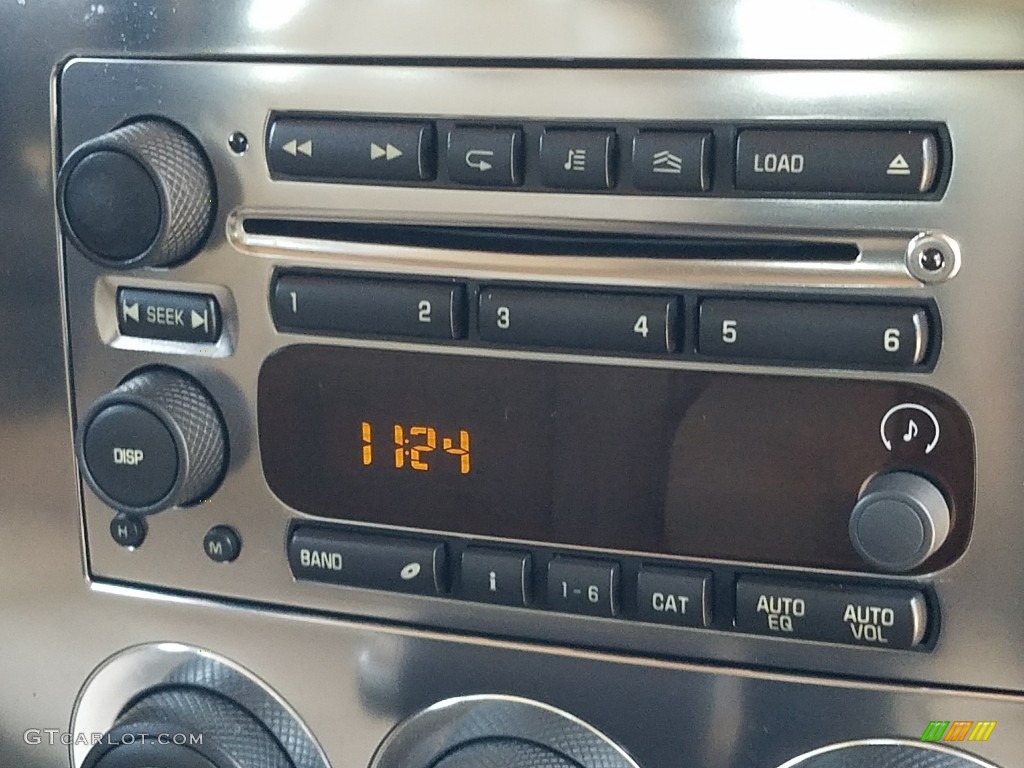 LOAD
1 2 3 4 5 6
SEEK
11:24
DISP
H
M
BAND i 1-6 CAT AUTO EQ AUTO VOL
GTCARLOT.COM